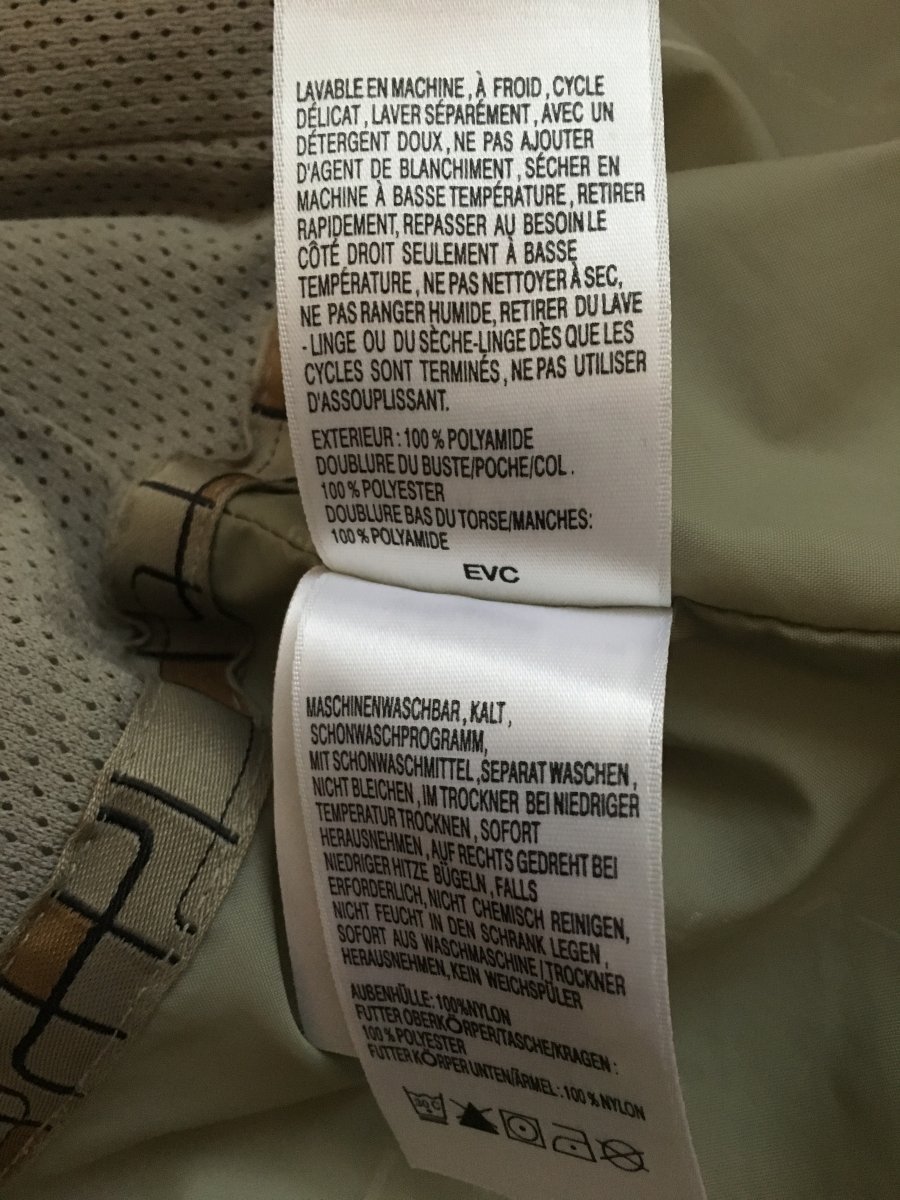 LAVABLE EN MACHINE, À FROID, CYCLE
DÉLICAT, LAVER SÉPARÉMENT, AVEC UN
DÉTERGENT DOUX, NE PAS AJOUTER
D'AGENT DE BLANCHIMENT, SÉCHER EN
MACHINE À BASSE TEMPÉRATURE, RETIRER
RAPIDEMENT, REPASSER AU BESOIN LE
CÔTÉ DROIT SEULEMENT À BASSE
TEMPÉRATURE, NE PAS NETTOYER À SEC,
NE PAS RANGER HUMIDE, RETIRER DU LAVE
-LINGE OU DU SÈCHE-LINGE DÈS QUE LES
CYCLES SONT TERMINÉS, NE PAS UTILISER
D'ASSOUPLISSANT.
EXTERIEUR: 100 % POLYAMIDE
DOUBLURE DU BUSTE/POCHE/COL.
100 % POLYESTER
DOUBLURE BAS DU TORSE/MANCHES:
100 % POLYAMIDE
EVC
MASCHINENWASCHBAR, KALT,
SCHONWASCHPROGRAMM,
MIT SCHONWASCHMITTEL, SEPARAT WASCHEN,
NICHT BLEICHEN, IM TROCKNER BEI NIEDRIGER
TEMPERATUR TROCKNEN, SOFORT
HERAUSNEHMEN, AUF RECHTS GEDREHT BEI
NIEDRIGER HITZE BÜGELN, FALLS
ERFORDERLICH, NICHT CHEMISCH REINIGEN,
NICHT FEUCHT IN DEN SCHRANK LEGEN,
SOFORT AUS WASCHMASCHINE/TROCKNER
HERAUSNEHMEN, KEIN WEICHSPÜLER
AUßENHÜLLE: 100%NYLON
FUTTER OBERKÖRPER/TASCHE/KRAGEN:
100 % POLYESTER
FUTTER KÖRPER UNTEN/ÄRMEL: 100 % NYLON
30 C